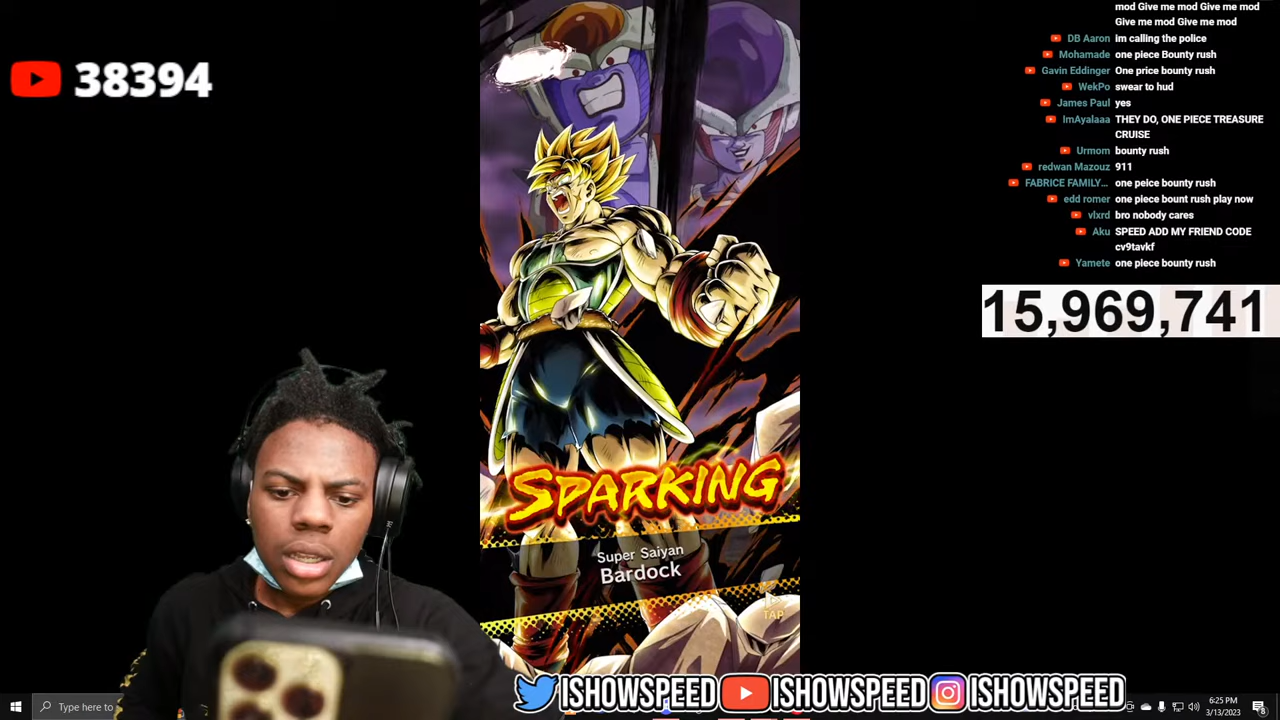 38394
mod Give me mod Give me mod
Give me mod Give me mod
DB Aaron im calling the police
Mohamade one piece Bounty rush
Gavin Eddinger One price bounty rush
WekPo swear to hud
James Paul yes
ImAyalaaa THEY DO, ONE PIECE TREASURE
CRUISE
Urmom bounty rush
redwan Mazouz 911
FABRICE FAMILY... one peice bounty rush
edd romer one piece bount rush play now
vlxrd bro nobody cares
Aku SPEED ADD MY FRIEND CODE
cv9tavkf
Yamete one piece bounty rush
15,969,741
SPARKING
Super Saiyan
Bardock
TAP
ISHOWSPEED ISHOWSPEED ISHOWSPEED
Type here to
6:25 PM
3/13/2023
8